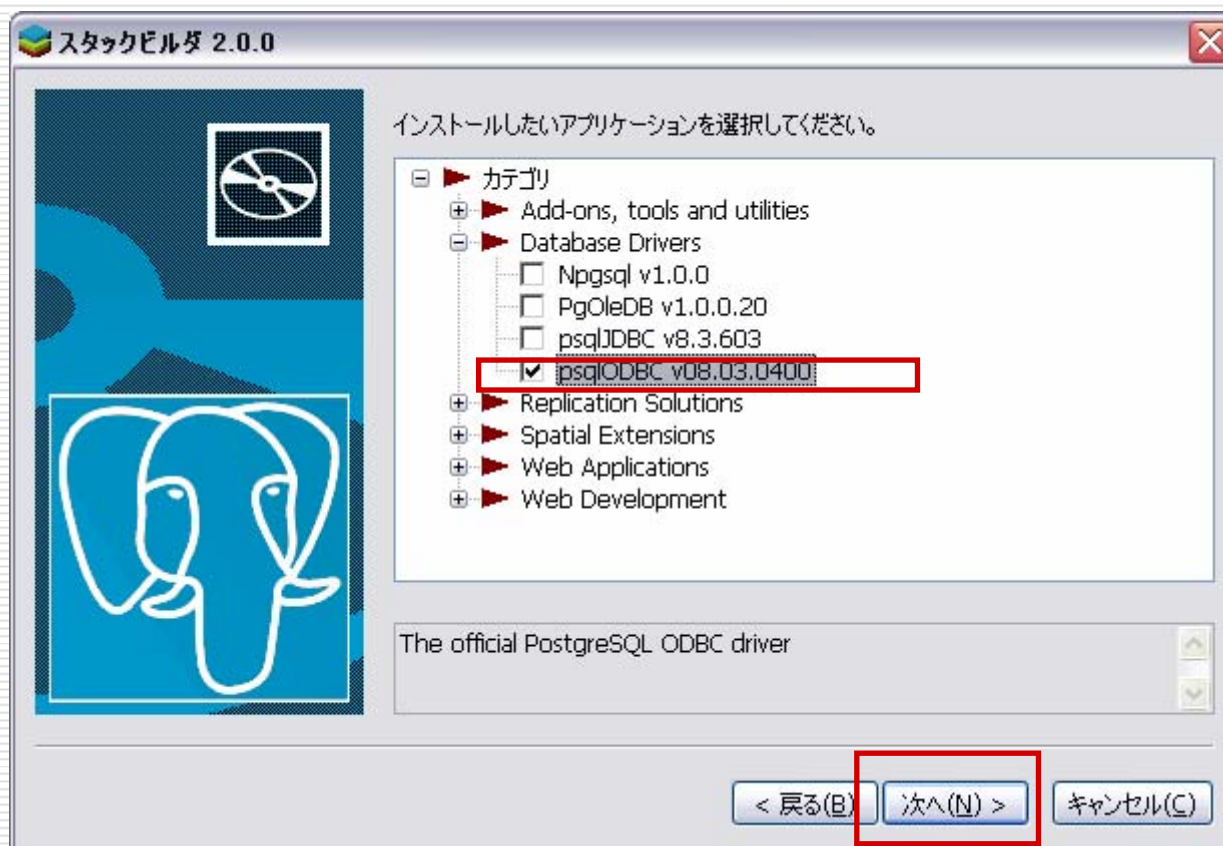 スタックビルダ 2.0.0
インストールしたいアプリケーションを選択してください。
カテゴリ
Add-ons, tools and utilities
Database Drivers
Npgsql v1.0.0
PgOleDB v1.0.0.20
psqlJDBC v8.3.603
psqlODBC v08.03.0400
Replication Solutions
Spatial Extensions
Web Applications
Web Development
The official PostgreSQL ODBC driver
< 戻る(B) 次へ(N) > キャンセル(C)